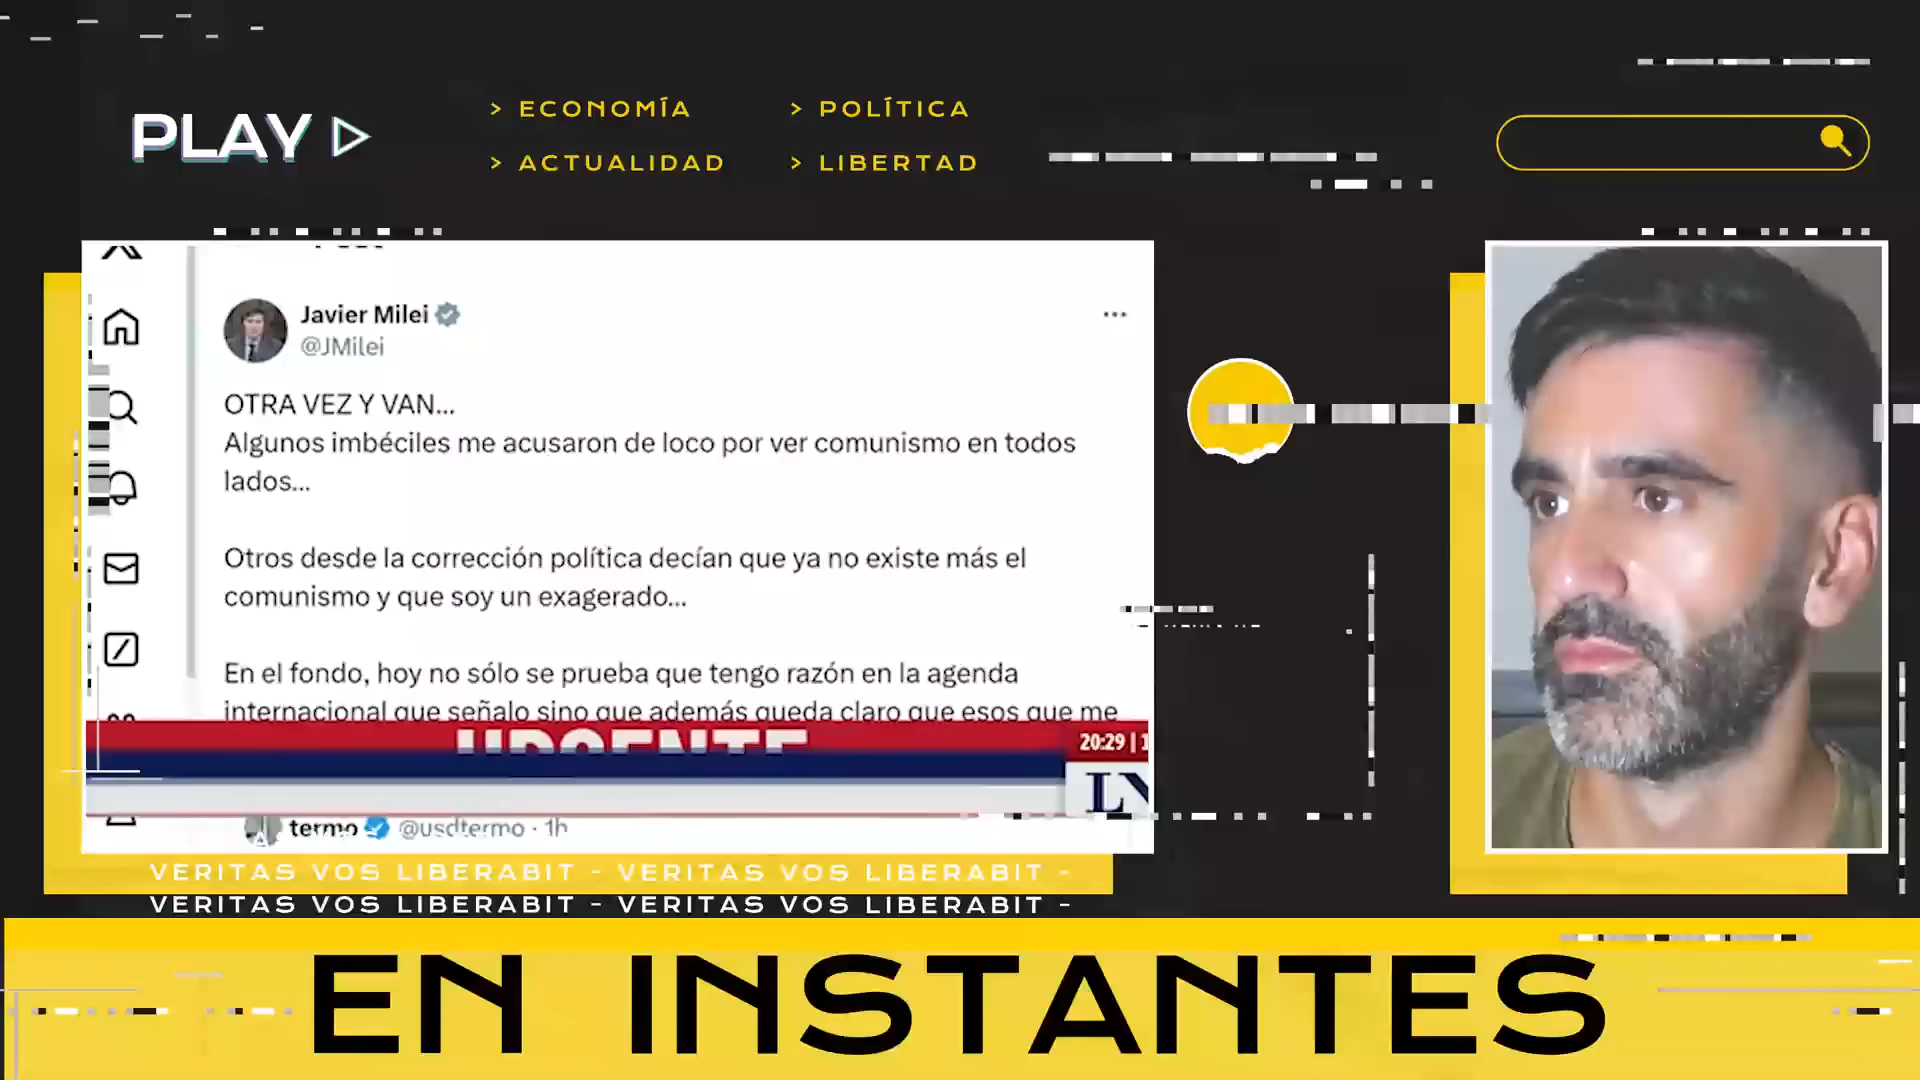 PLAY
> ECONOMÍA
> POLÍTICA
> ACTUALIDAD
> LIBERTAD
Javier Milei
@JMilei
OTRA VEZ Y VAN...
Algunos imbéciles me acusaron de loco por ver comunismo en todos
lados...
Otros desde la corrección política decían que ya no existe más el
comunismo y que soy un exagerado...
En el fondo, hoy no sólo se prueba que tengo razón en la agenda
internacional que señalo sino que además queda claro que esos que me
URGENTE
20:29 | 1
LN
termo @usdtermo · 1h
VERITAS VOS LIBERABIT - VERITAS VOS LIBERABIT -
VERITAS VOS LIBERABIT - VERITAS VOS LIBERABIT -
EN INSTANTES